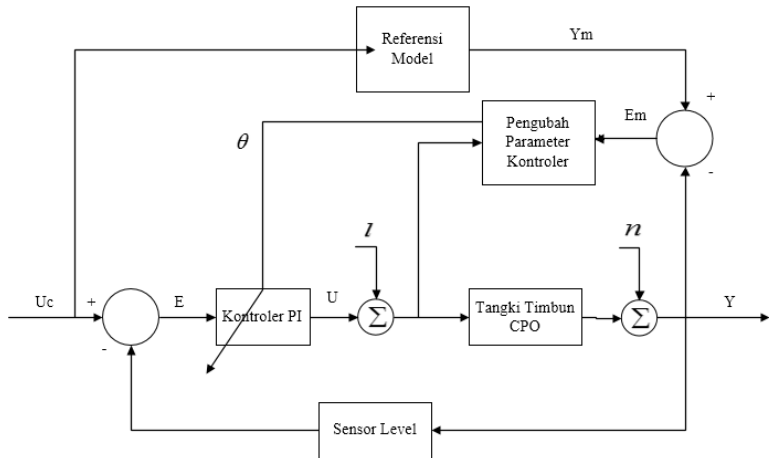 Referensi
Model
Ym
+
Em
Pengubah
Parameter
Kontroler
-
θ
l
n
Uc
+
E
Kontroler PI
U
Σ
Tangki Timbun
CPO
Σ
Y
-
Sensor Level